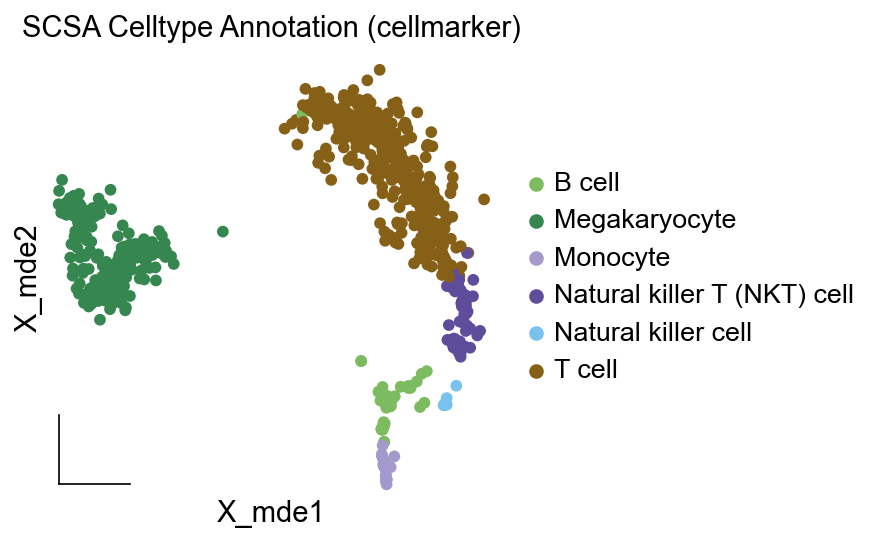 SCSA Celltype Annotation (cellmarker)
B cell
Megakaryocyte
Monocyte
Natural killer T (NKT) cell
Natural killer cell
T cell
X_mde2
X_mde1